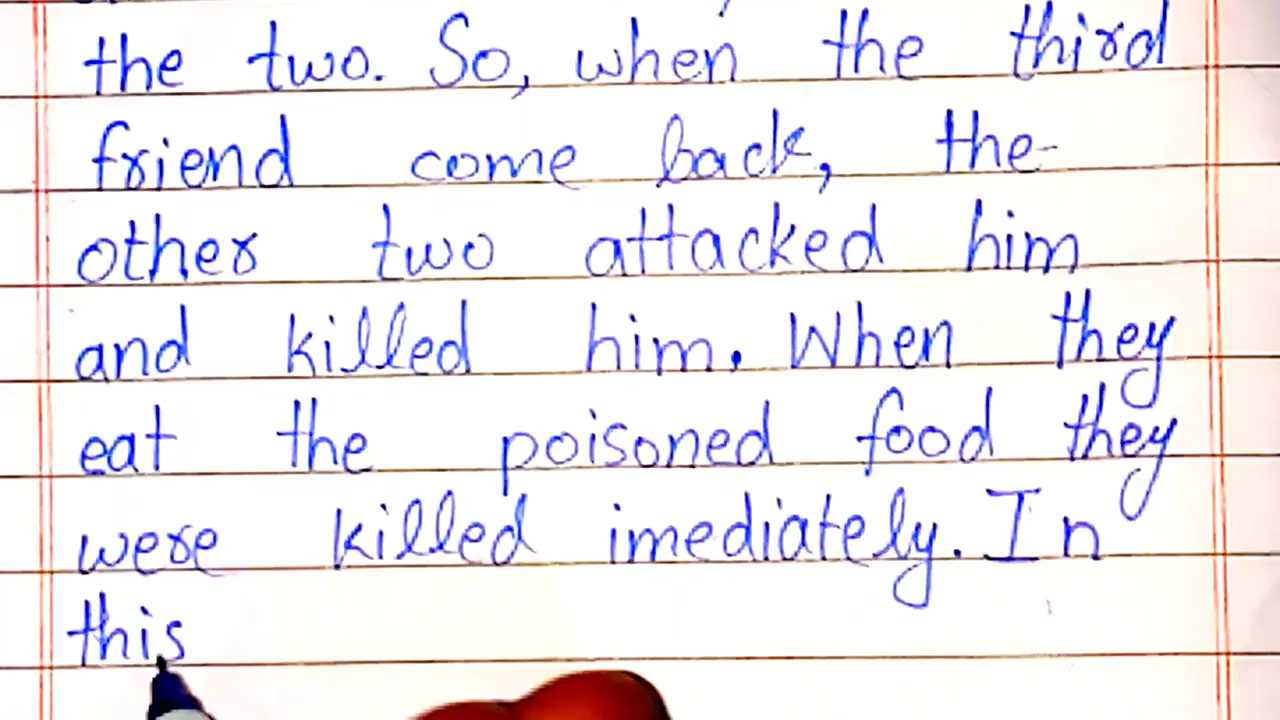 the two. So, when the third
friend come back, the
other two attacked him
and killed him. When they
eat the poisoned food they
were killed imediately. In
this